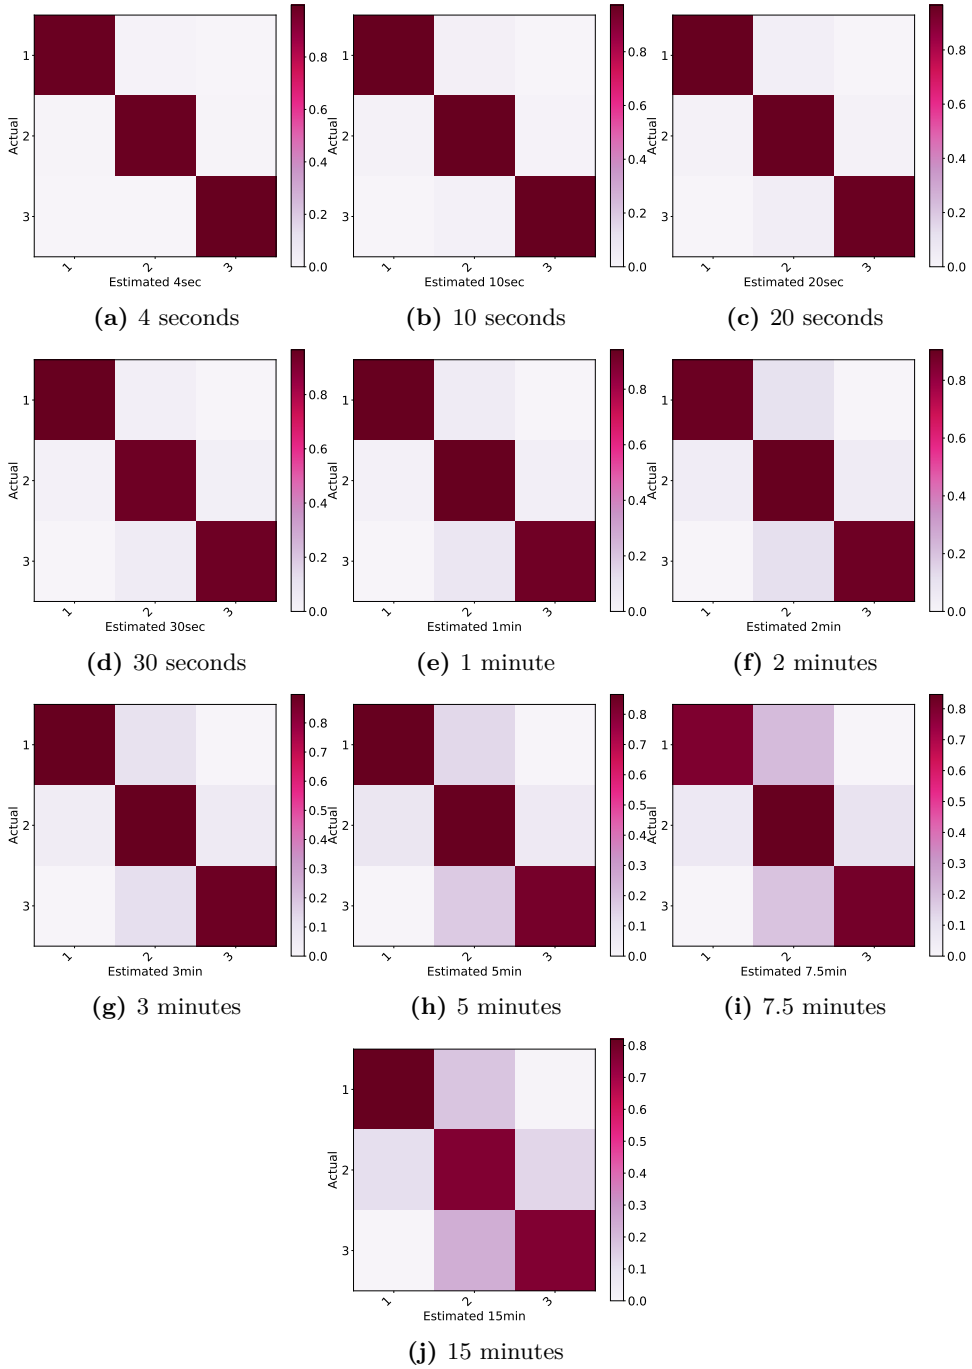 1
2
3
Actual
1 2 3
Estimated 4sec
0.0
0.2
0.4
0.6
0.8
(a) 4 seconds
1
2
3
Actual
1 2 3
Estimated 10sec
0.0
0.2
0.4
0.6
0.8
(b) 10 seconds
1
2
3
Actual
1 2 3
Estimated 20sec
0.0
0.2
0.4
0.6
0.8
(c) 20 seconds
1
2
3
Actual
1 2 3
Estimated 30sec
0.0
0.2
0.4
0.6
0.8
(d) 30 seconds
1
2
3
Actual
1 2 3
Estimated 1min
0.0
0.2
0.4
0.6
0.8
(e) 1 minute
1
2
3
Actual
1 2 3
Estimated 2min
0.0
0.2
0.4
0.6
0.8
(f) 2 minutes
1
2
3
Actual
1 2 3
Estimated 3min
0.0
0.1
0.2
0.3
0.4
0.5
0.6
0.7
0.8
(g) 3 minutes
1
2
3
Actual
1 2 3
Estimated 5min
0.0
0.1
0.2
0.3
0.4
0.5
0.6
0.7
0.8
(h) 5 minutes
1
2
3
Actual
1 2 3
Estimated 7.5min
0.0
0.1
0.2
0.3
0.4
0.5
0.6
0.7
0.8
(i) 7.5 minutes
1
2
3
Actual
1 2 3
Estimated 15min
0.0
0.1
0.2
0.3
0.4
0.5
0.6
0.7
0.8
(j) 15 minutes